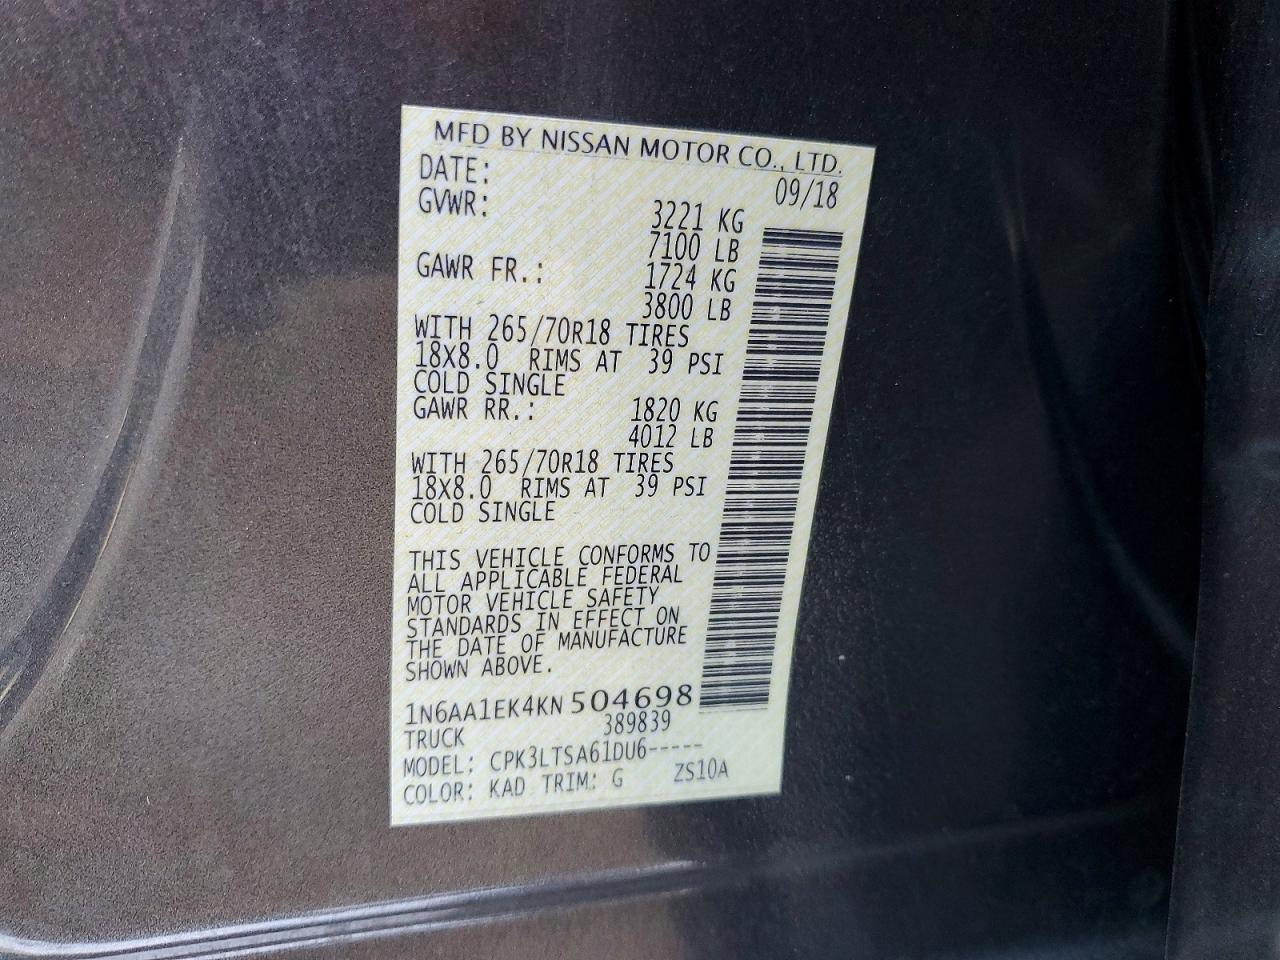 MFD BY NISSAN MOTOR CO., LTD.
DATE: 09/18
GVWR: 3221 KG
7100 LB
GAWR FR.: 1724 KG
3800 LB
WITH 265/70R18 TIRES
18X8.0 RIMS AT 39 PSI
COLD SINGLE
GAWR RR.: 1820 KG
4012 LB
WITH 265/70R18 TIRES
18X8.0 RIMS AT 39 PSI
COLD SINGLE
THIS VEHICLE CONFORMS TO
ALL APPLICABLE FEDERAL
MOTOR VEHICLE SAFETY
STANDARDS IN EFFECT ON
THE DATE OF MANUFACTURE
SHOWN ABOVE.
1N6AA1EK4KN504698
TRUCK 389839
MODEL: CPK3LTSA61DU6-----
COLOR: KAD TRIM: G ZS10A